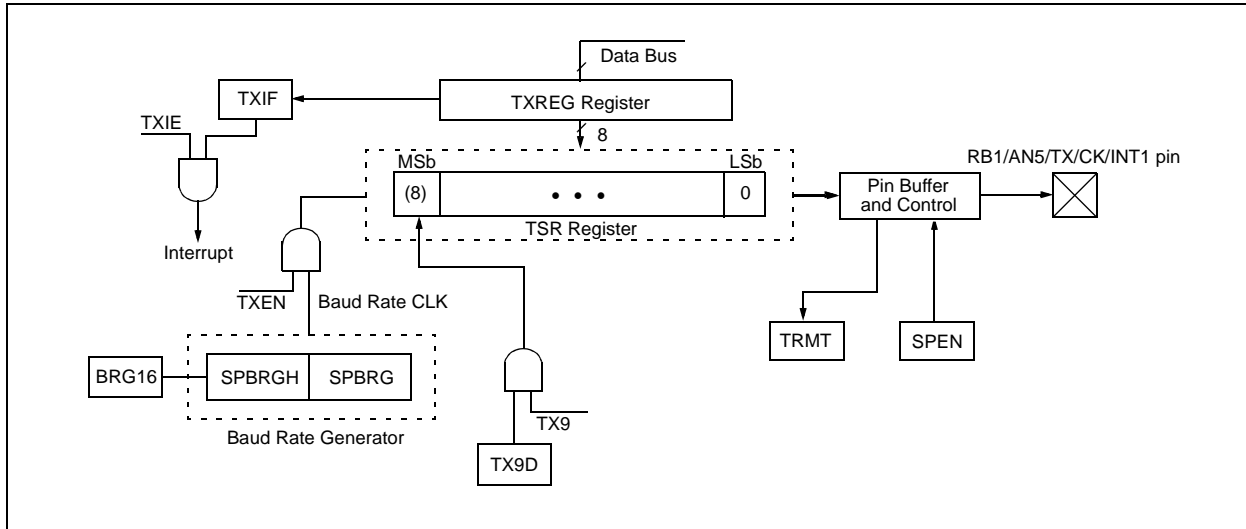 Data Bus
TXIF
TXREG Register
TXIE
8
MSb
LSb
RB1/AN5/TX/CK/INT1 pin
(8)
• • •
0
Pin Buffer
and Control
TSR Register
Interrupt
TXEN
Baud Rate CLK
TRMT
SPEN
BRG16
SPBRGH
SPBRG
TX9
Baud Rate Generator
TX9D